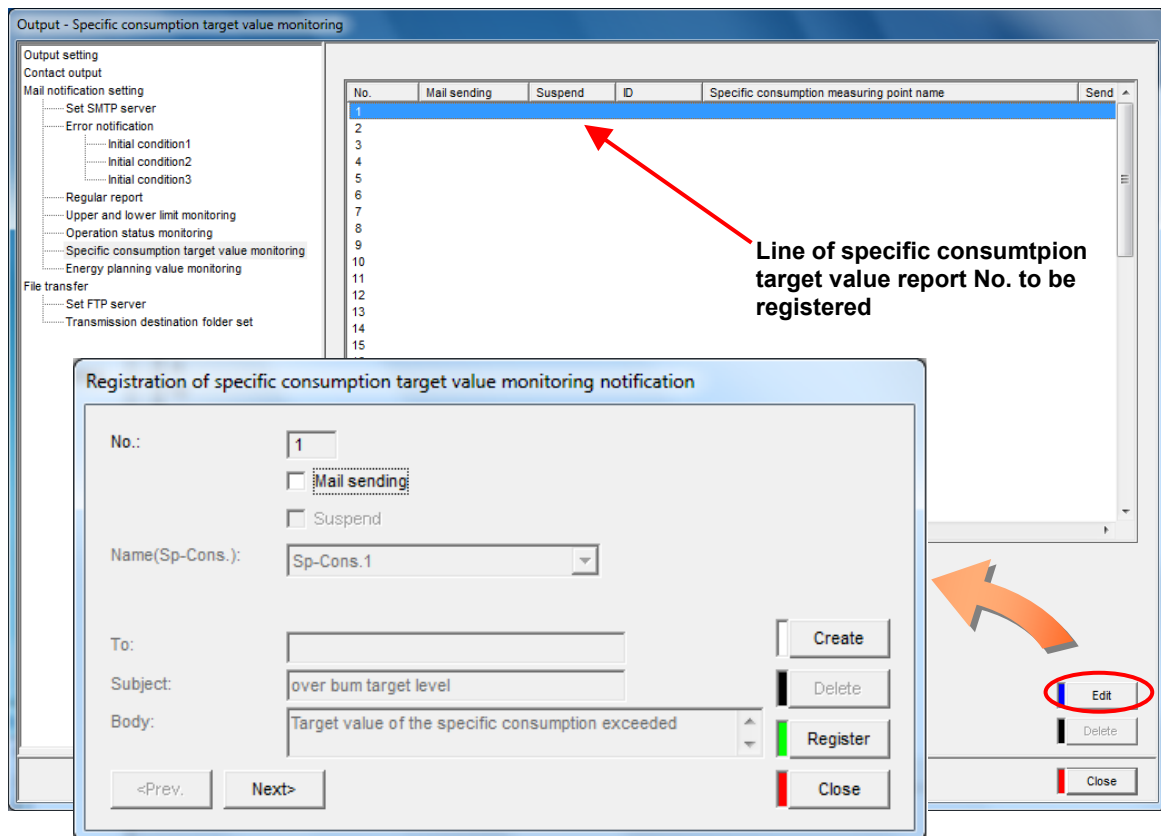 Output - Specific consumption target value monitoring
Output setting
Contact output
Mail notification setting
Set SMTP server
Error notification
Initial condition1
Initial condition2
Initial condition3
Regular report
Upper and lower limit monitoring
Operation status monitoring
Specific consumption target value monitoring
Energy planning value monitoring
File transfer
Set FTP server
Transmission destination folder set
No. Mail sending Suspend ID Specific consumption measuring point name Send
1
2
3
4
5
6
7
8
9
10
11
12
13
14
15
Line of specific consumtpion
target value report No. to be
registered
Edit
Delete
Close
Registration of specific consumption target value monitoring notification
No.: 1
Mail sending
Suspend
Name(Sp-Cons.): Sp-Cons.1
To:
Subject: over bum target level
Body: Target value of the specific consumption exceeded
Create
Delete
Register
Close
<Prev. Next>